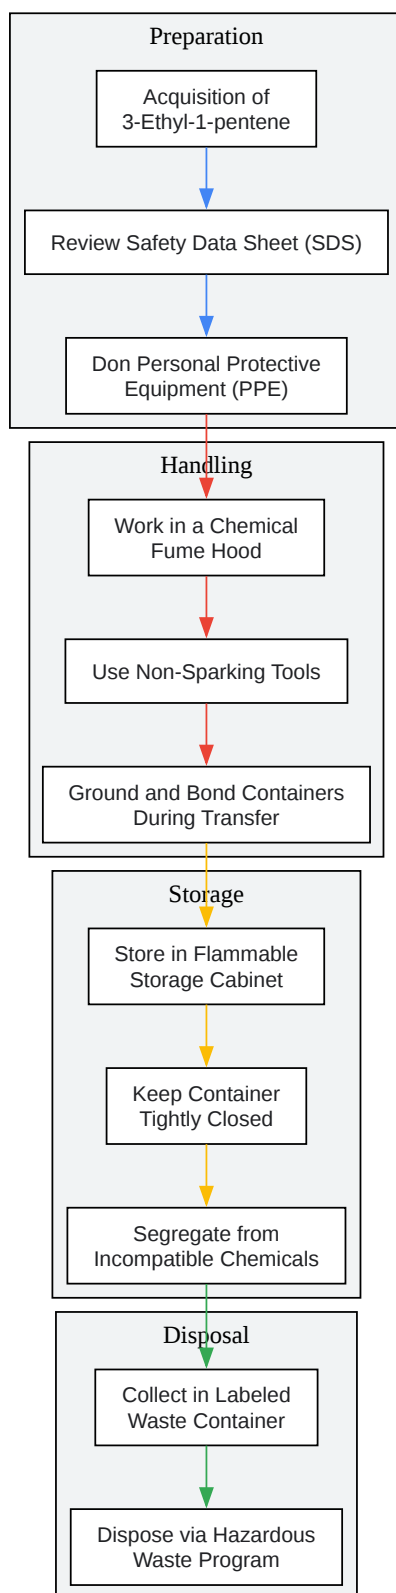 Preparation
Acquisition of
3-Ethyl-1-pentene
Review Safety Data Sheet (SDS)
Don Personal Protective
Equipment (PPE)
Handling
Work in a Chemical
Fume Hood
Use Non-Sparking Tools
Ground and Bond Containers
During Transfer
Storage
Store in Flammable
Storage Cabinet
Keep Container
Tightly Closed
Segregate from
Incompatible Chemicals
Disposal
Collect in Labeled
Waste Container
Dispose via Hazardous
Waste Program